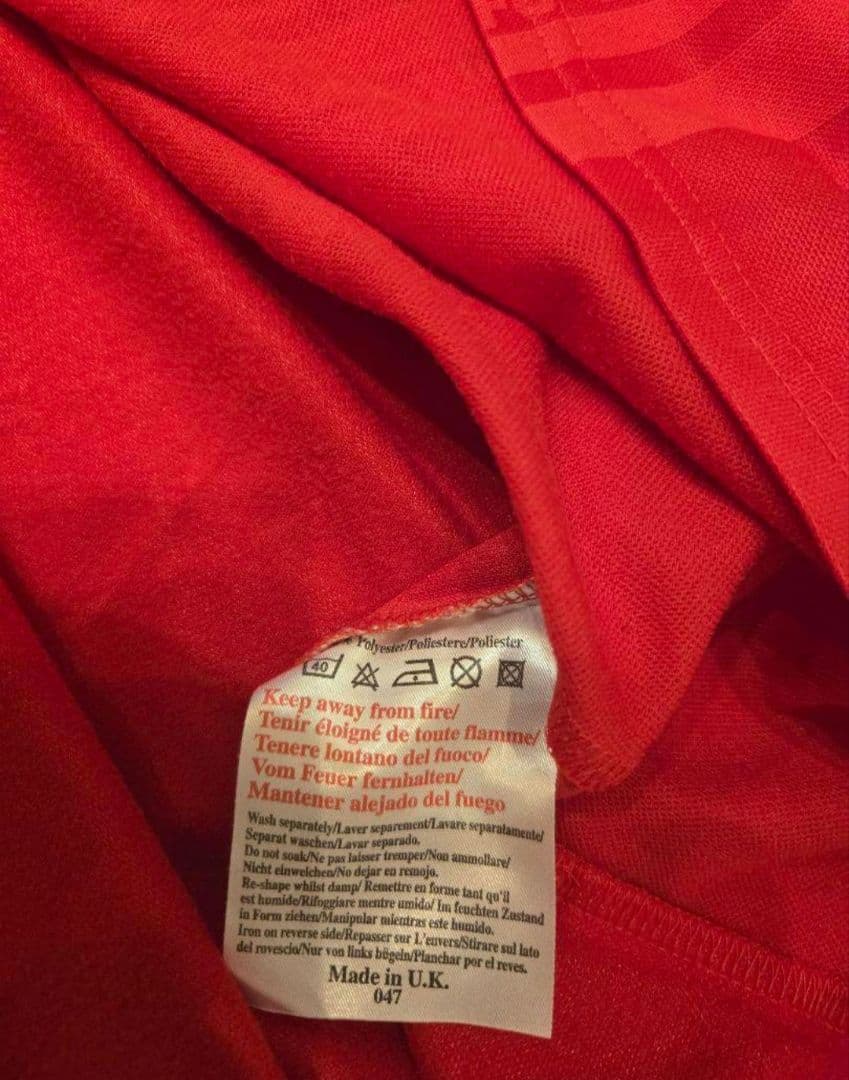 Polyester/Poliestere/Poliester
40
Keep away from fire/
Tenir éloigné de toute flamme/
Tenere lontano del fuoco/
Vom Feuer fernhalten/
Mantener alejado del fuego
Wash separately/Laver separement/Lavare separatamente/
Separat waschen/Lavar separado.
Do not soak/Ne pas laisser tremper/Non ammollare/
Nicht einweichen/No dejar en remojo.
Re-shape whilst damp/ Remettre en forme tant qu'il
est humide/Rifoggiare mentre umido/ Im feuchten Zustand
in Form ziehen/Manipular mientras este humido.
Iron on reverse side/Repasser sur L'envers/Stirare sul lato
del rovescio/Nur von links bügeln/Planchar por el reves.
Made in U.K.
047